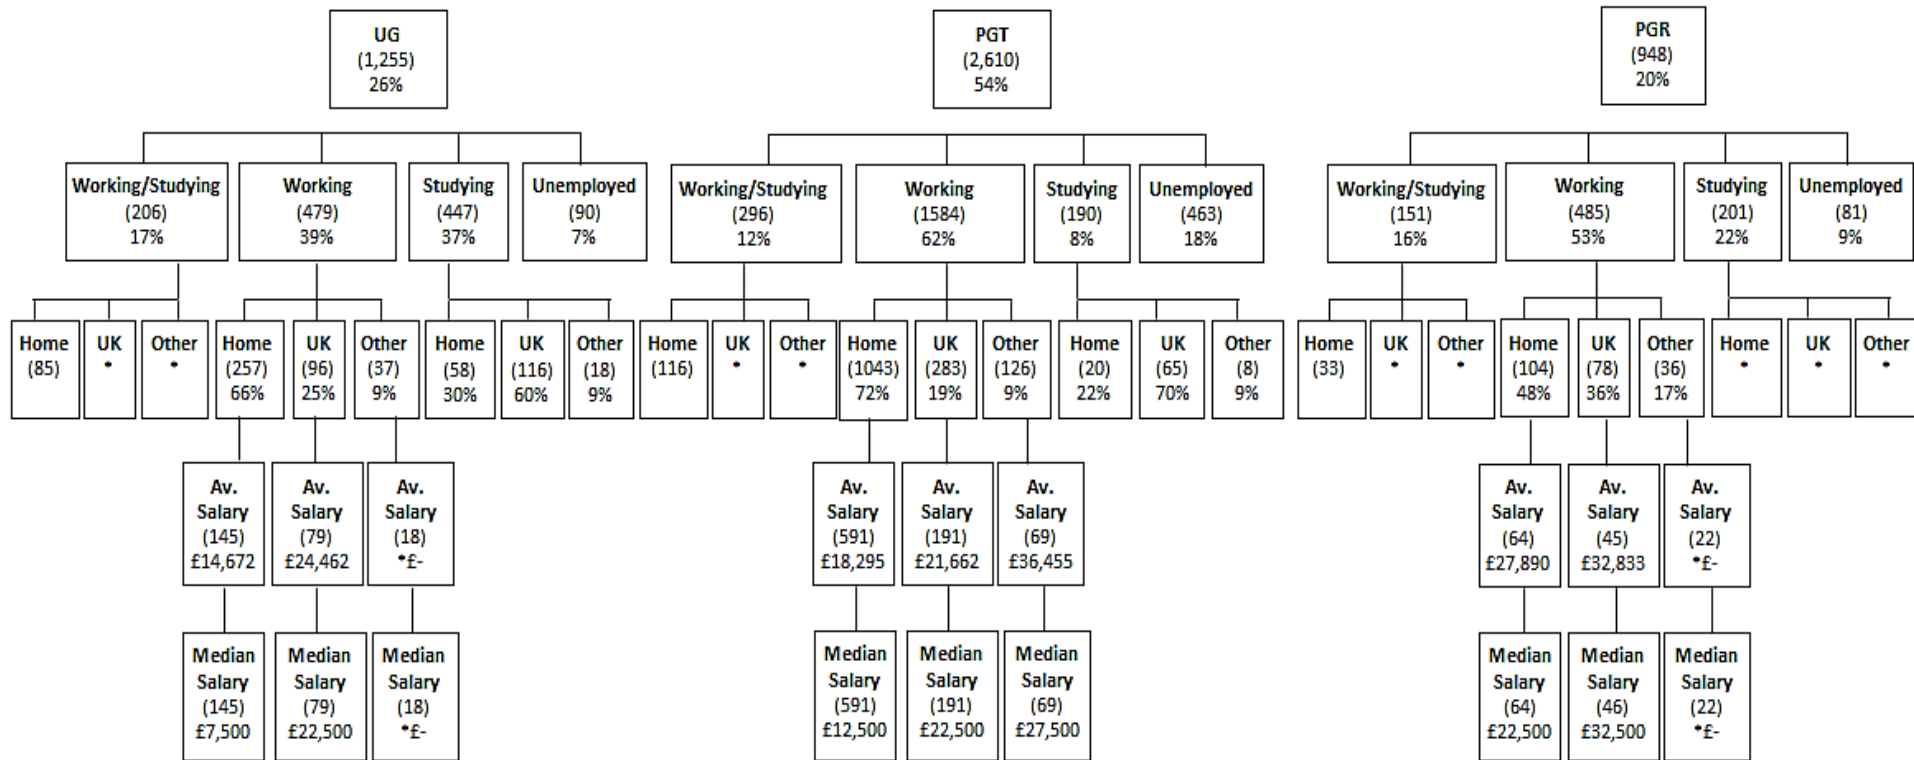 UG
(1,255)
26%
PGT
(2,610)
54%
PGR
(948)
20%
Working/Studying
(206)
17%
Working
(479)
39%
Studying
(447)
37%
Unemployed
(90)
7%
Working/Studying
(296)
12%
Working
(1584)
62%
Studying
(190)
8%
Unemployed
(463)
18%
Working/Studying
(151)
16%
Working
(485)
53%
Studying
(201)
22%
Unemployed
(81)
9%
Home
(85)
UK
*
Other
*
Home
(257)
66%
UK
(96)
25%
Other
(37)
9%
Home
(58)
30%
UK
(116)
60%
Other
(18)
9%
Home
(116)
UK
*
Other
*
Home
(1043)
72%
UK
(283)
19%
Other
(126)
9%
Home
(20)
22%
UK
(65)
70%
Other
(8)
9%
Home
(33)
UK
*
Other
*
Home
(104)
48%
UK
(78)
36%
Other
(36)
17%
Home
*
UK
*
Other
*
Av.
Salary
(145)
£14,672
Av.
Salary
(79)
£24,462
Av.
Salary
(18)
*£-
Av.
Salary
(591)
£18,295
Av.
Salary
(191)
£21,662
Av.
Salary
(69)
£36,455
Av.
Salary
(64)
£27,890
Av.
Salary
(45)
£32,833
Av.
Salary
(22)
*£-
Median
Salary
(145)
£7,500
Median
Salary
(79)
£22,500
Median
Salary
(18)
*£-
Median
Salary
(591)
£12,500
Median
Salary
(191)
£22,500
Median
Salary
(69)
£27,500
Median
Salary
(64)
£22,500
Median
Salary
(46)
£32,500
Median
Salary
(22)
*£-